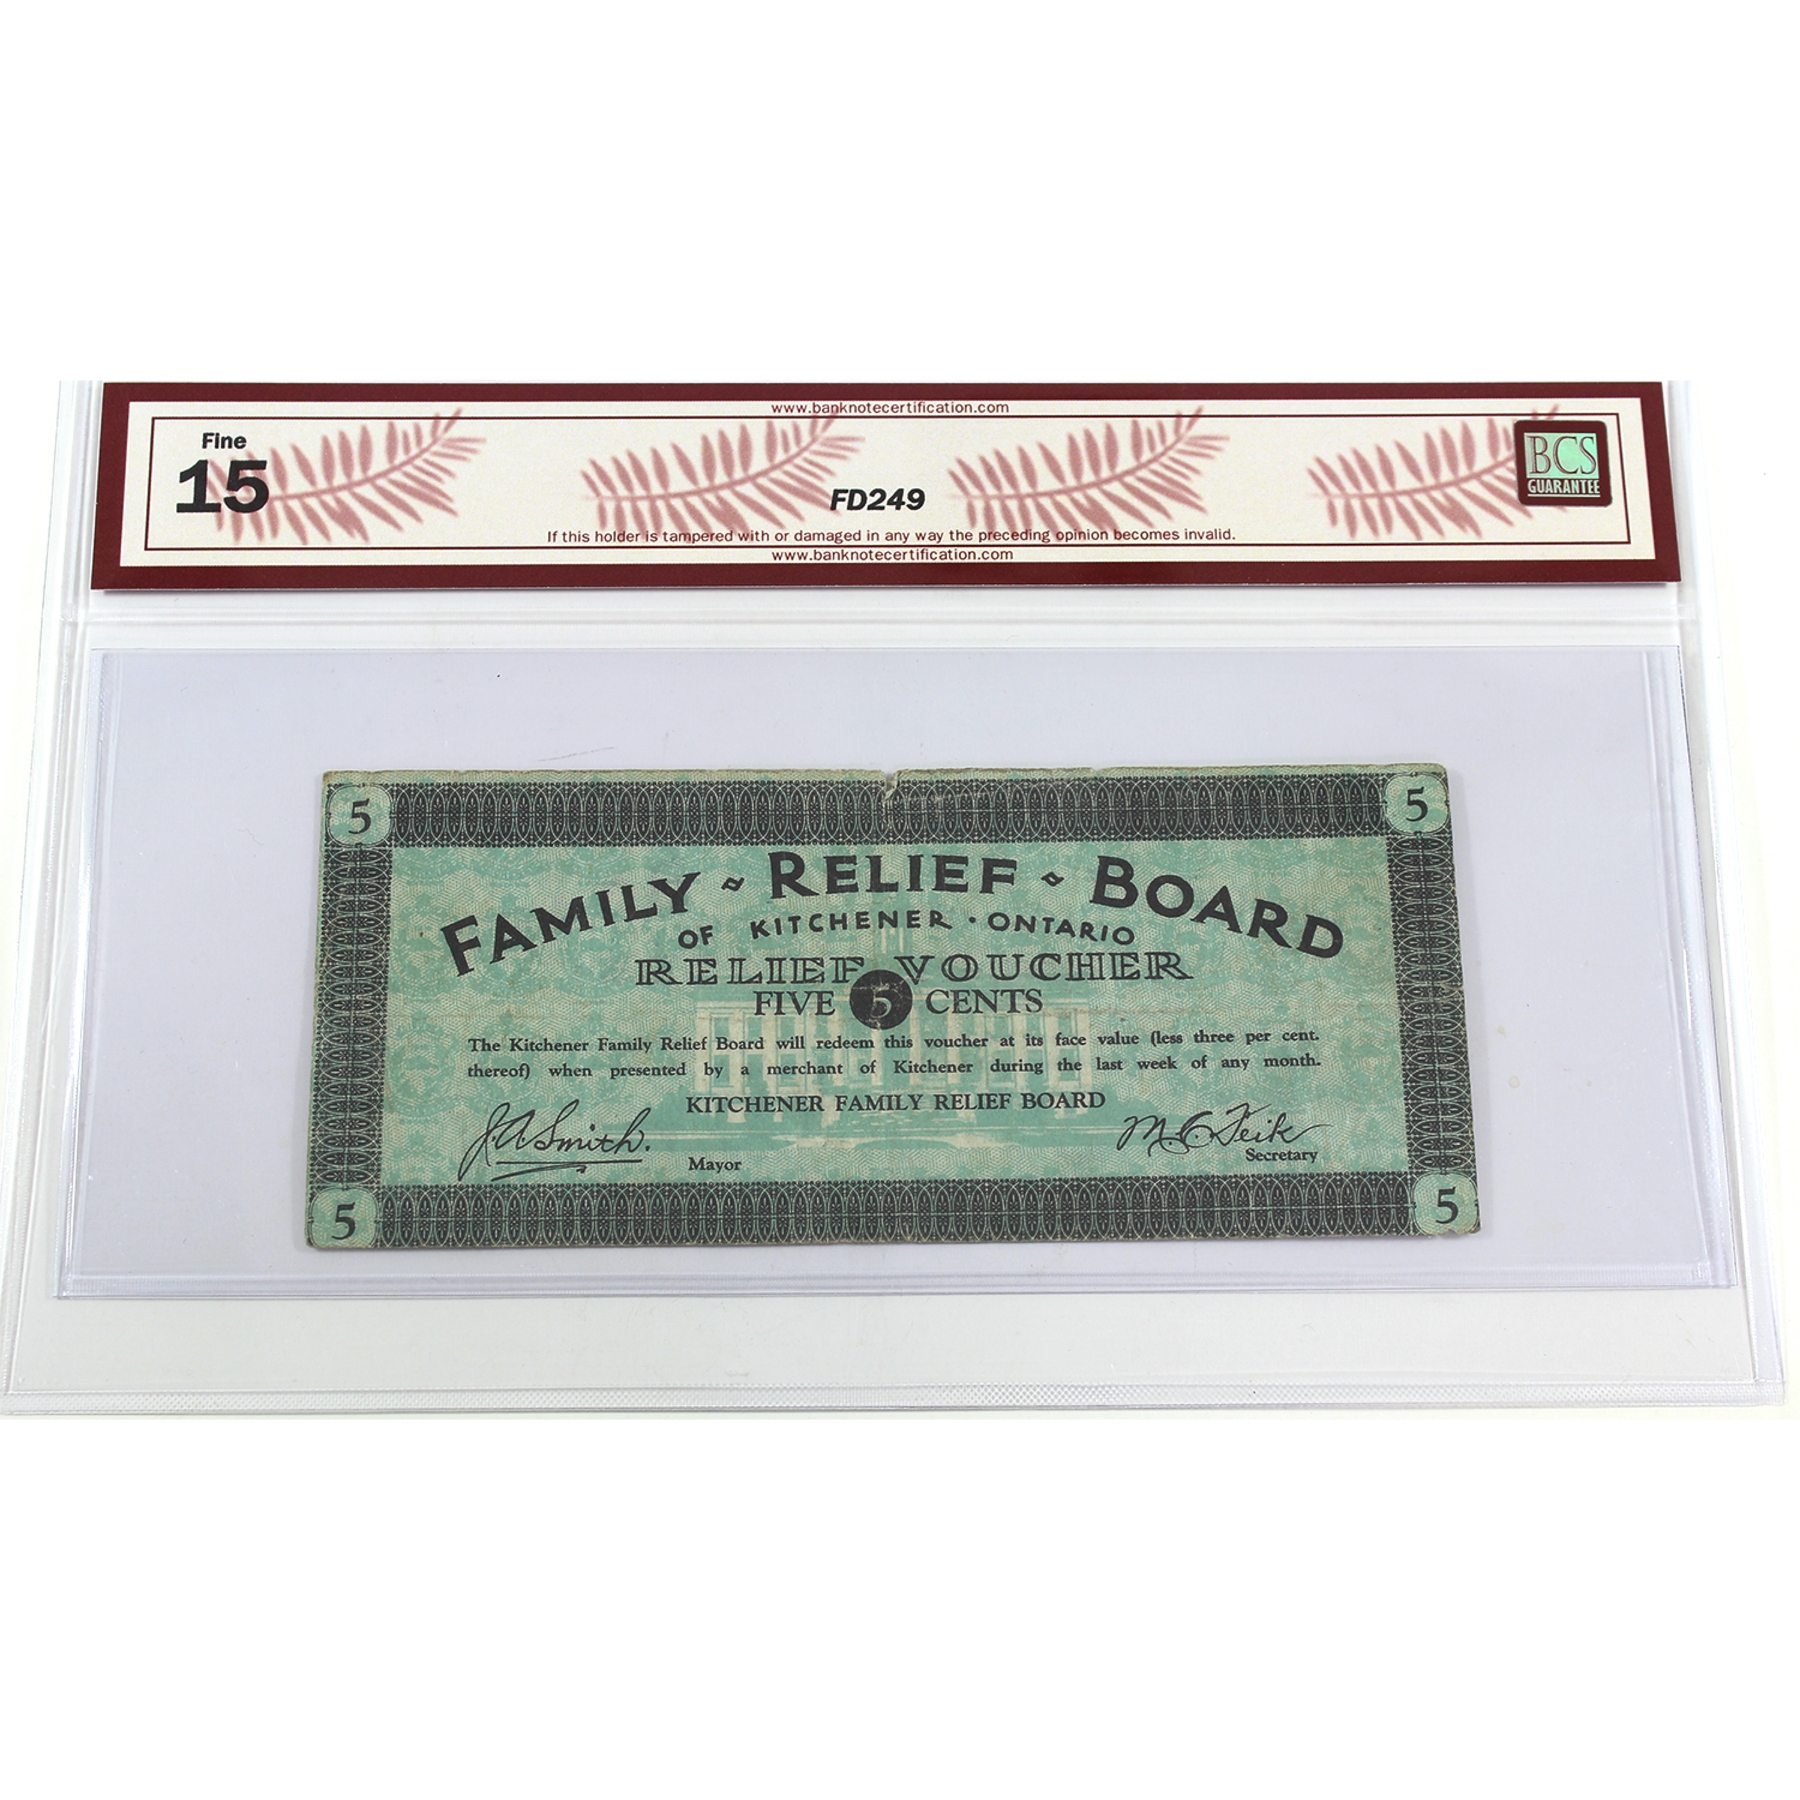 www.banknotecertification.com
Fine
15
FD249
BCS
GUARANTEE
If this holder is tampered with or damaged in any way the preceding opinion becomes invalid.
www.banknotecertification.com
5 5
FAMILY ~ RELIEF ~ BOARD
OF KITCHENER · ONTARIO
RELIEF VOUCHER
FIVE 5 CENTS
The Kitchener Family Relief Board will redeem this voucher at its face value (less three per cent.
thereof) when presented by a merchant of Kitchener during the last week of any month.
KITCHENER FAMILY RELIEF BOARD
J. A. Smith. M. C.
Mayor Secretary
5 5